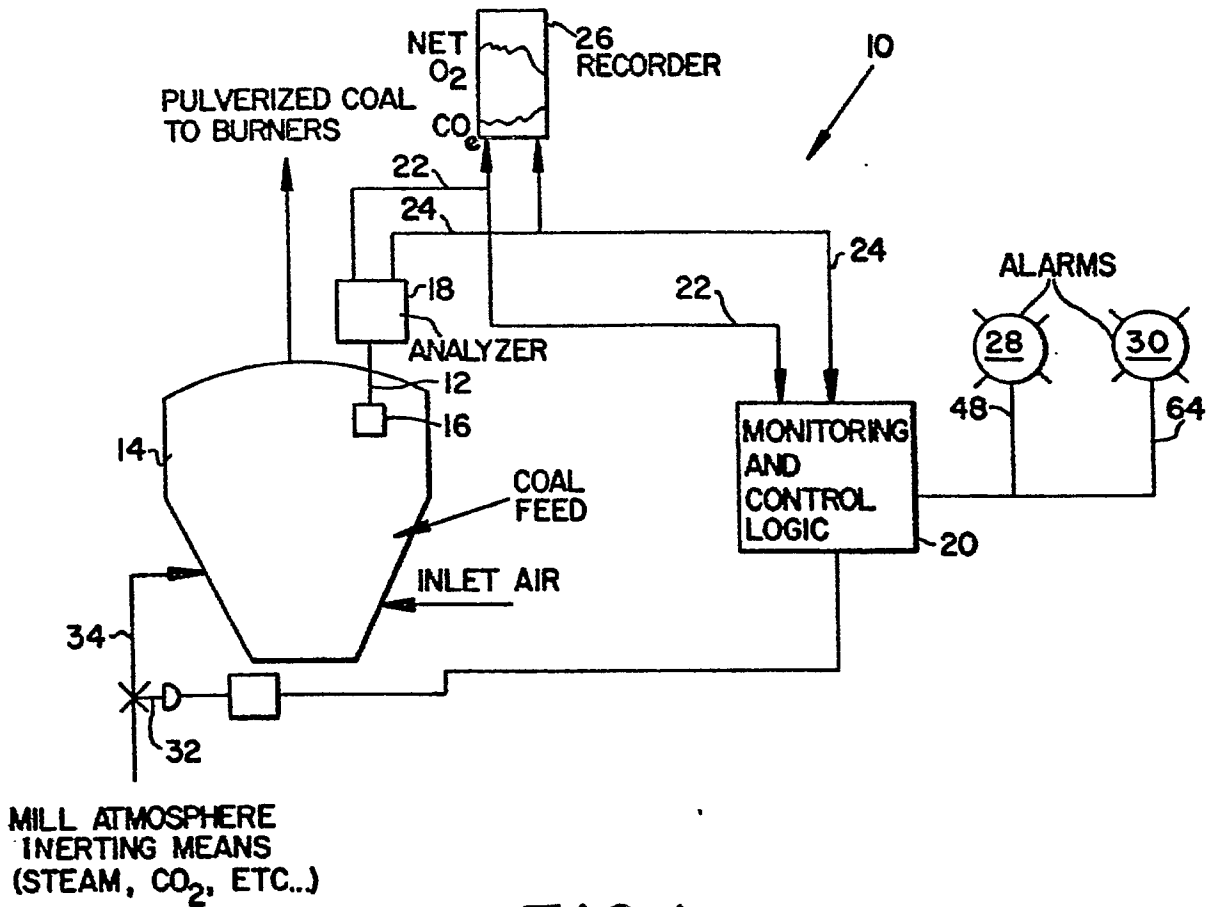 NET
O2
COe
26
RECORDER
10
PULVERIZED COAL
TO BURNERS
22
24
24
18
ANALYZER
22
ALARMS
28
30
12
16
48
64
14
COAL
FEED
MONITORING
AND
CONTROL
LOGIC
20
INLET AIR
34
32
MILL ATMOSPHERE
INERTING MEANS
(STEAM, CO2, ETC...)